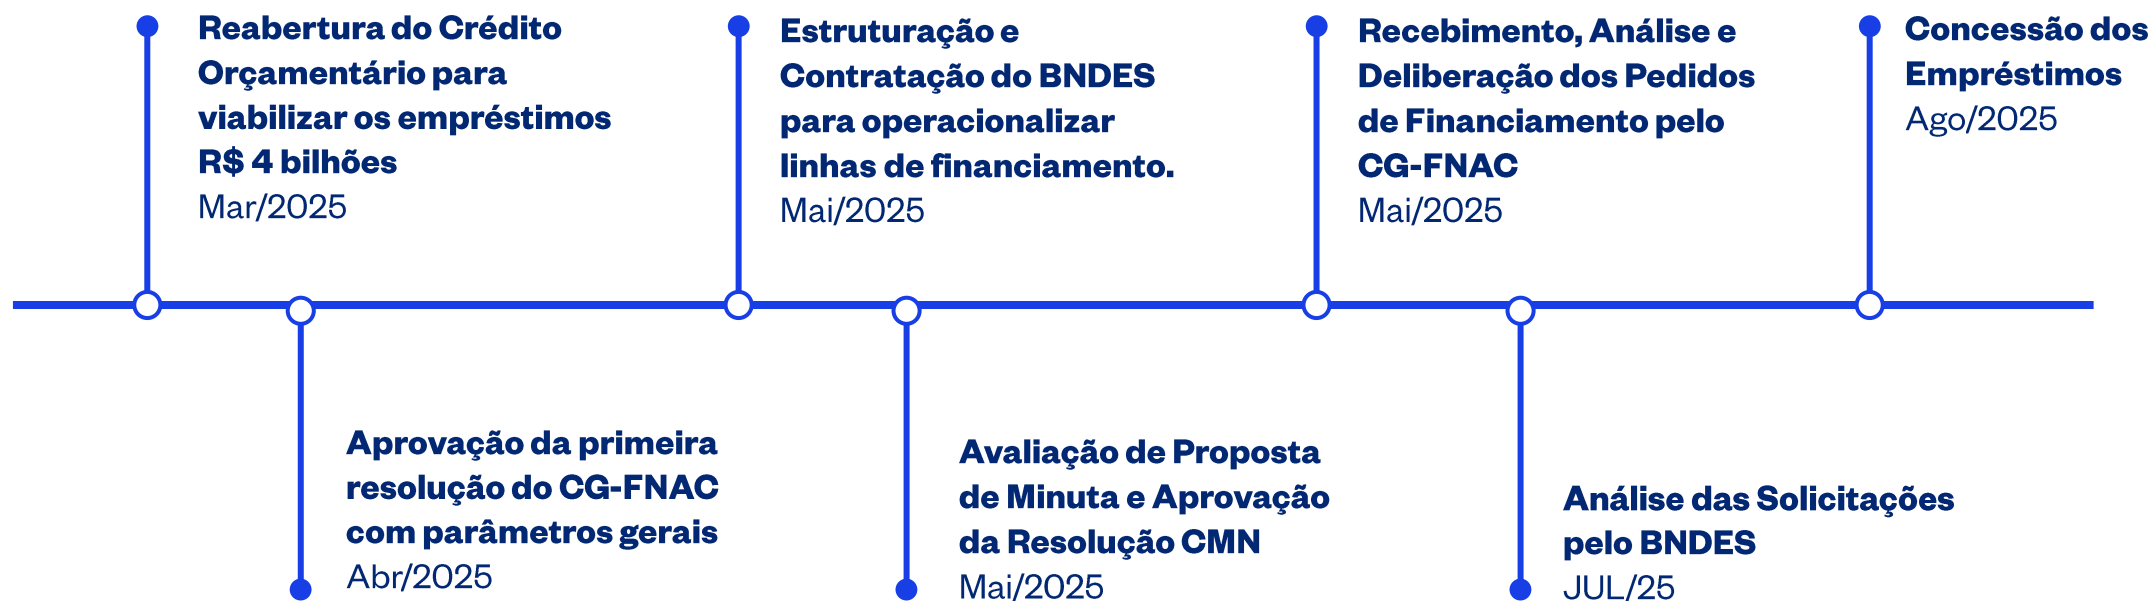 Reabertura do Crédito
Orçamentário para
viabilizar os empréstimos
R$ 4 bilhões
Mar/2025
Aprovação da primeira
resolução do CG-FNAC
com parâmetros gerais
Abr/2025
Estruturação e
Contratação do BNDES
para operacionalizar
linhas de financiamento.
Mai/2025
Avaliação de Proposta
de Minuta e Aprovação
da Resolução CMN
Mai/2025
Recebimento, Análise e
Deliberação dos Pedidos
de Financiamento pelo
CG-FNAC
Mai/2025
Análise das Solicitações
pelo BNDES
JUL/25
Concessão dos
Empréstimos
Ago/2025